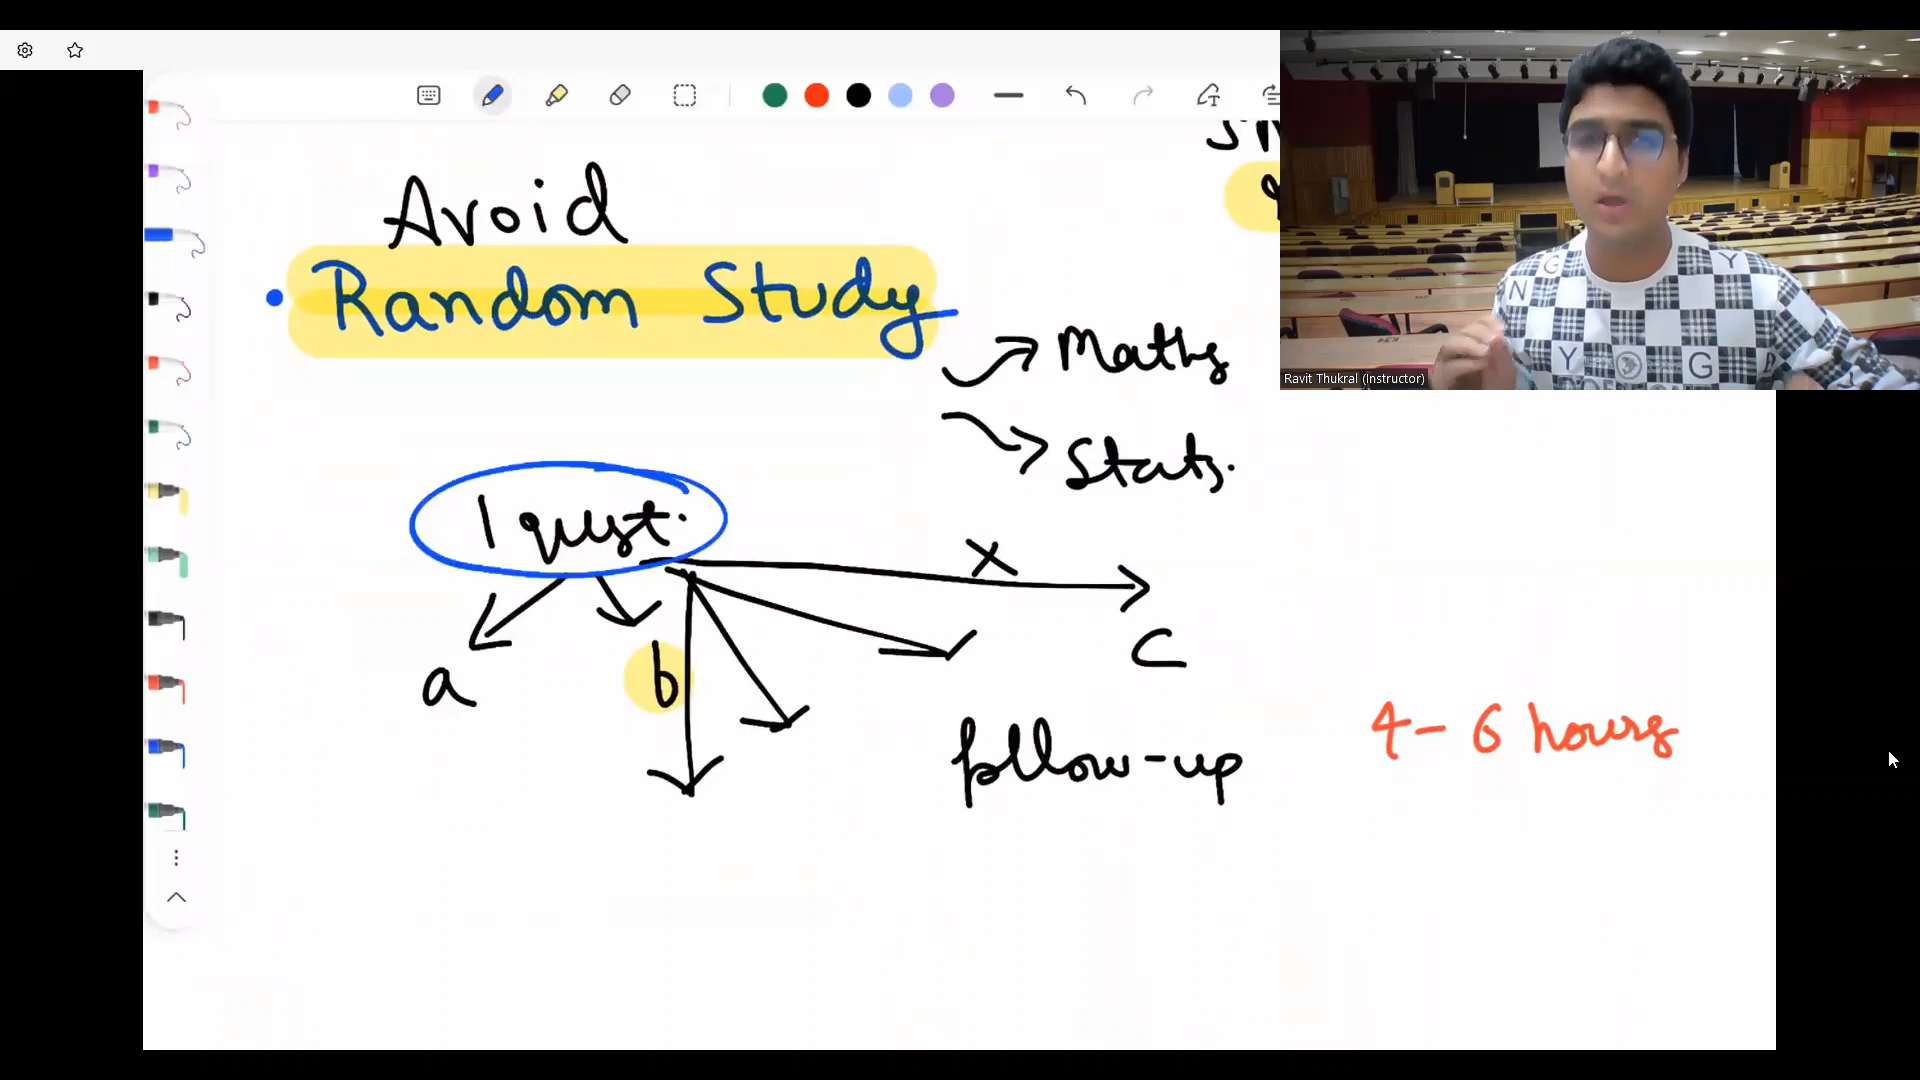 Avoid
Random Study
Maths
Stats.
1 quest.
X
a
b
C
follow-up
4-6 hours
Ravit Thukral (Instructor)
G Y
N
Y G